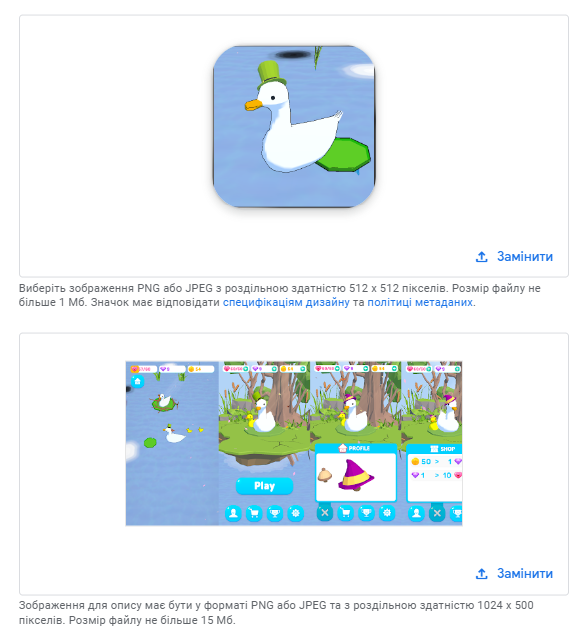 Замінити
Виберіть зображення PNG або JPEG з роздільною здатністю 512 x 512 пікселів. Розмір файлу не
більше 1 Мб. Значок має відповідати специфікаціям дизайну та політиці метаданих.
Play
PROFILE
SHOP
50 > 1
1 > 10
Замінити
Зображення для опису має бути у форматі PNG або JPEG та з роздільною здатністю 1024 x 500
пікселів. Розмір файлу не більше 15 Мб.